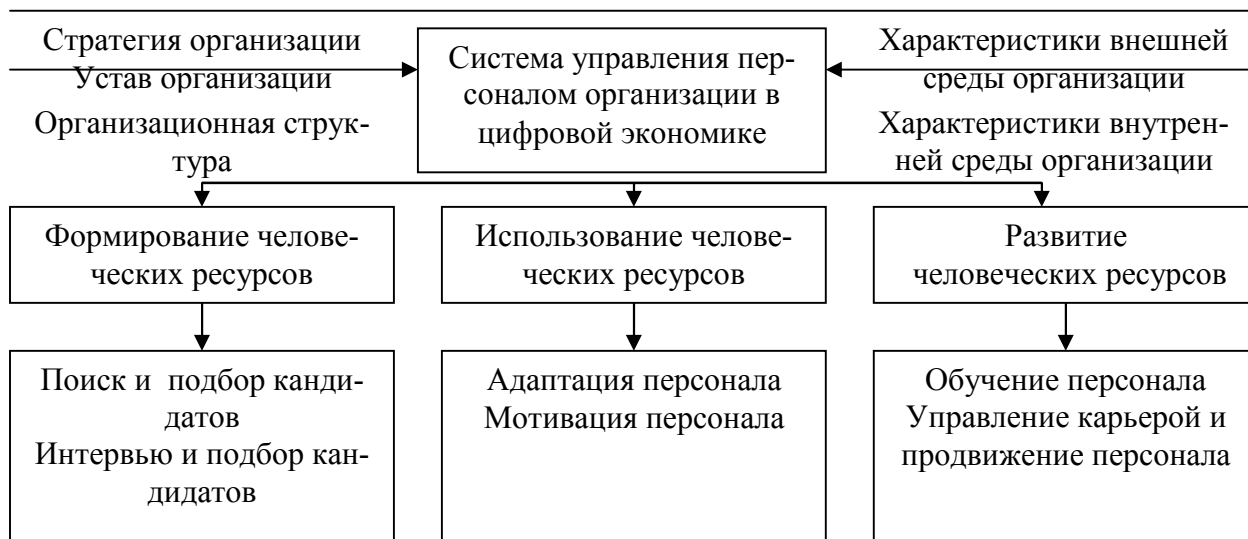 Стратегия организации
Устав организации
Организационная струк-
тура
Система управления пер-
соналом организации в
цифровой экономике
Характеристики внешней
среды организации
Характеристики внутрен-
ней среды организации
Формирование челове-
ческих ресурсов
Использование челове-
ческих ресурсов
Развитие
человеческих ресурсов
Поиск и  подбор канди-
датов
Интервью и подбор кан-
дидатов
Адаптация персонала
Мотивация персонала
Обучение персонала
Управление карьерой и
продвижение персонала